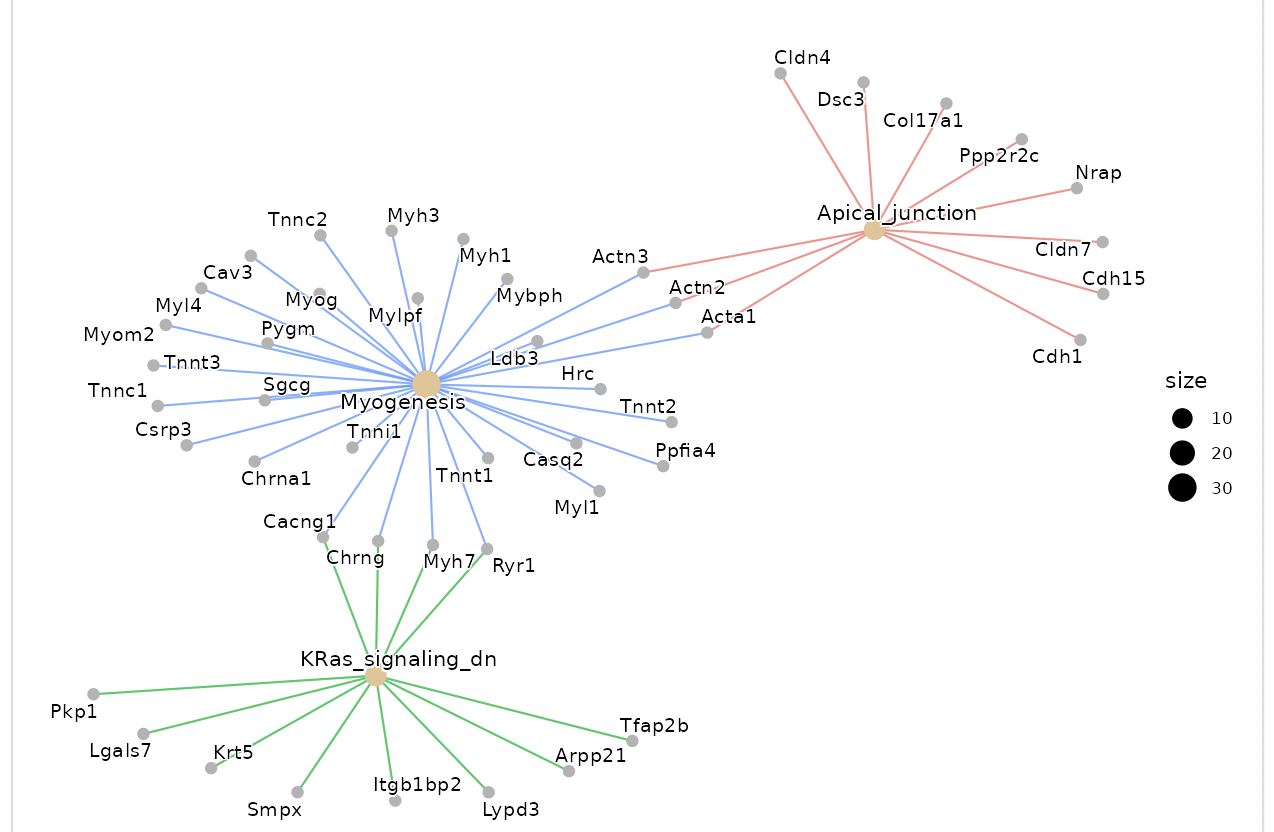 Cldn4
Dsc3
Col17a1
Ppp2r2c
Nrap
Apical_junction
Tnnc2
Myh3
Myh1
Actn3
Cldn7
Cav3
Cdh15
Myl4
Myog
Mylpf
Mybph
Actn2
Acta1
Myom2
Pygm
Ldb3
Cdh1
Tnnt3
Hrc
Tnnc1
Sgcg
Myogenesis
Tnnt2
size
10
20
30
Csrp3
Tnni1
Chrna1
Tnnt1
Casq2
Ppfia4
Myl1
Cacng1
Chrng
Myh7
Ryr1
KRas_signaling_dn
Pkp1
Lgals7
Krt5
Smpx
Itgb1bp2
Lypd3
Arpp21
Tfap2b